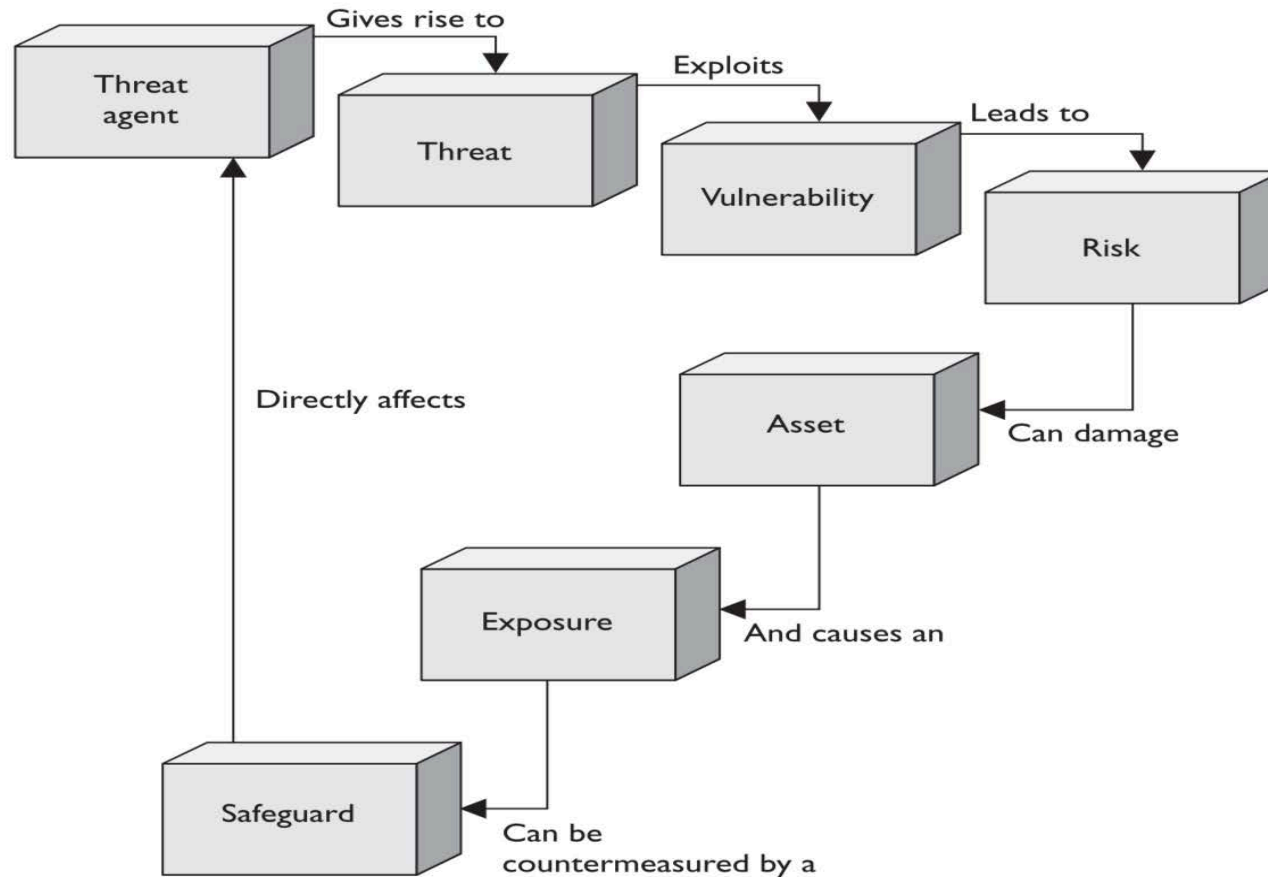 Gives rise to
Threat
agent
Exploits
Threat
Leads to
Vulnerability
Risk
Directly affects
Asset
Can damage
Exposure
And causes an
Safeguard
Can be
countermeasured by a